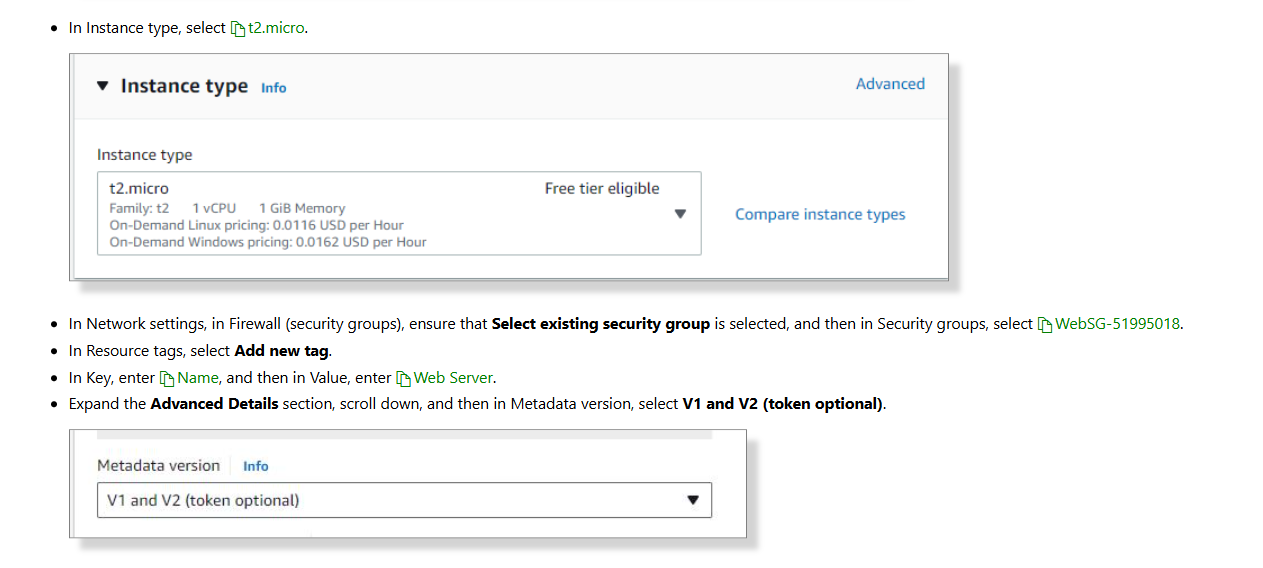 In Instance type, select t2.micro.
Instance type Info Advanced
Instance type
t2.micro Free tier eligible
Family: t2 1 vCPU 1 GiB Memory
On-Demand Linux pricing: 0.0116 USD per Hour
On-Demand Windows pricing: 0.0162 USD per Hour
Compare instance types
In Network settings, in Firewall (security groups), ensure that Select existing security group is selected, and then in Security groups, select WebSG-51995018.
In Resource tags, select Add new tag.
In Key, enter Name, and then in Value, enter Web Server.
Expand the Advanced Details section, scroll down, and then in Metadata version, select V1 and V2 (token optional).
Metadata version Info
V1 and V2 (token optional)